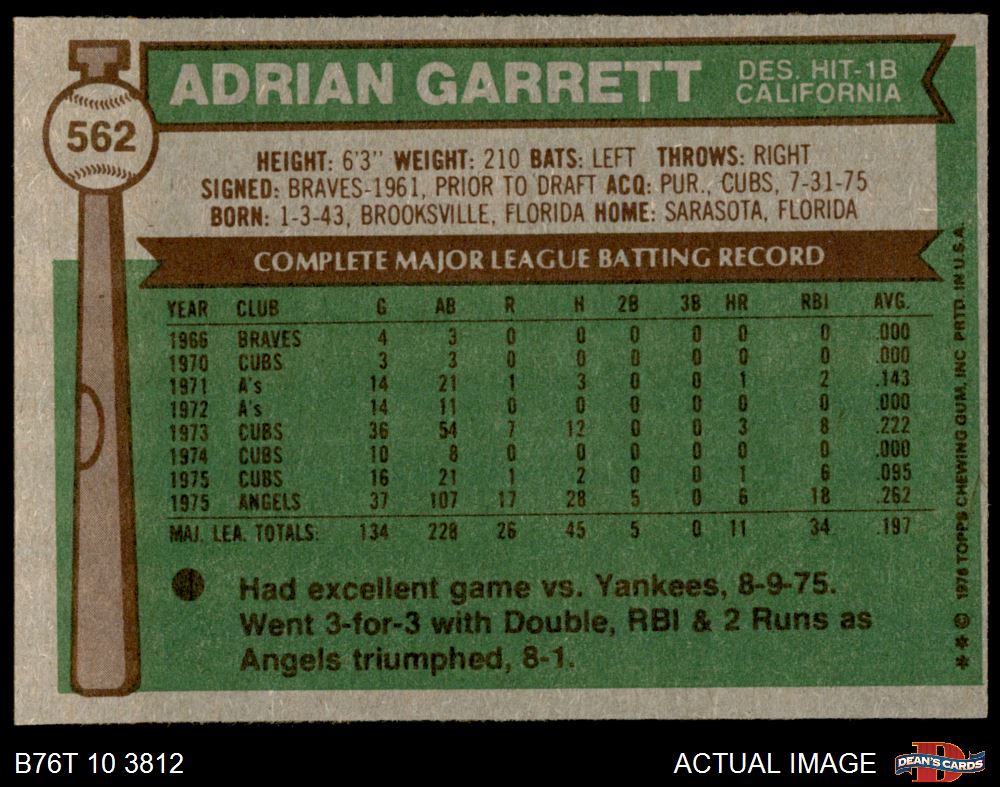 562
ADRIAN GARRETT
DES. HIT-1B
CALIFORNIA
HEIGHT: 6'3" WEIGHT: 210 BATS: LEFT THROWS: RIGHT
SIGNED: BRAVES-1961, PRIOR TO DRAFT ACQ: PUR., CUBS, 7-31-75
BORN: 1-3-43, BROOKSVILLE, FLORIDA HOME: SARASOTA, FLORIDA
COMPLETE MAJOR LEAGUE BATTING RECORD
YEAR CLUB G AB R H 2B 3B HR RBI AVG.
1966 BRAVES 4 3 0 0 0 0 0 0 .000
1970 CUBS 3 3 0 0 0 0 0 0 .000
1971 A's 14 21 1 3 0 0 1 2 .143
1972 A's 14 11 0 0 0 0 0 0 .000
1973 CUBS 36 54 7 12 0 0 3 8 .222
1974 CUBS 10 8 0 0 0 0 0 0 .000
1975 CUBS 16 21 1 2 0 0 1 6 .095
1975 ANGELS 37 107 17 28 5 0 6 18 .262
MAJ. LEA. TOTALS: 134 228 26 45 5 0 11 34 .197
Had excellent game vs. Yankees, 8-9-75.
Went 3-for-3 with Double, RBI & 2 Runs as
Angels triumphed, 8-1.
** © 1976 TOPPS CHEWING GUM, INC PRTD. IN U.S.A.
B76T 10 3812
ACTUAL IMAGE
D
DEAN'S CARDS